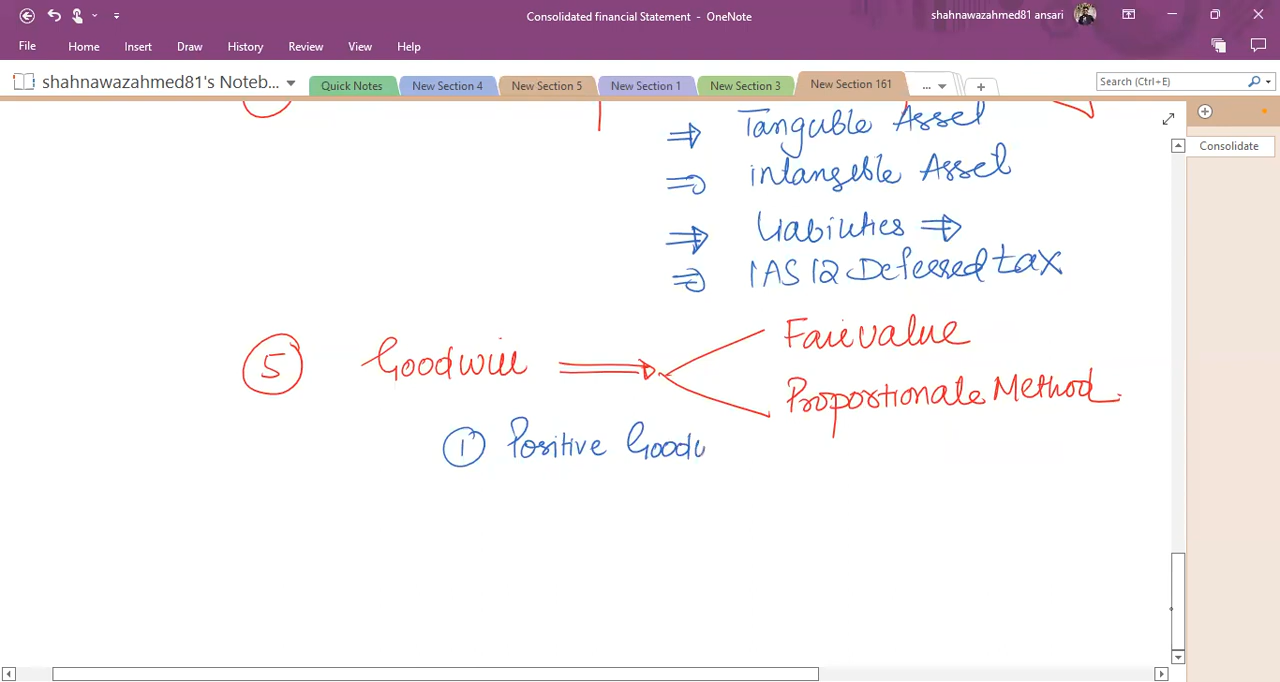 Consolidated financial Statement - OneNote
shahnawazahmed81 ansari
File Home Insert Draw History Review View Help
shahnawazahmed81's Noteb...
Quick Notes New Section 4 New Section 5 New Section 1 New Section 3 New Section 161 ...
Search (Ctrl+E)
Consolidate
⇒ Tanguble Asset
⇒ intangible Asset
⇒ Liabilities ⇒
⇒ IAS 12 Deferred tax
5 Goodwill
Fair value
Proportionate Method
1 Positive Goodu